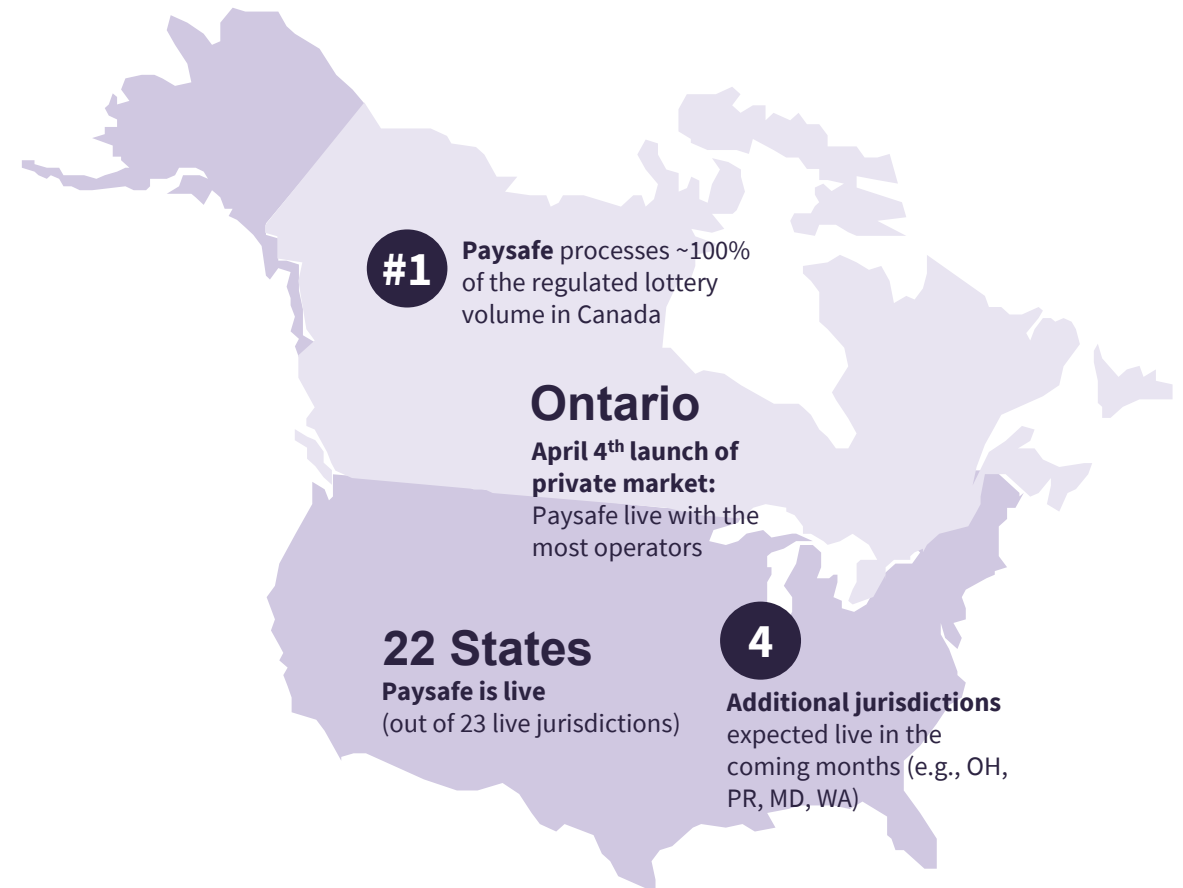 #1
Paysafe processes ~100%
of the regulated lottery
volume in Canada
Ontario
April 4th launch of
private market:
Paysafe live with the
most operators
22 States
Paysafe is live
(out of 23 live jurisdictions)
4
Additional jurisdictions
expected live in the
coming months (e.g., OH,
PR, MD, WA)